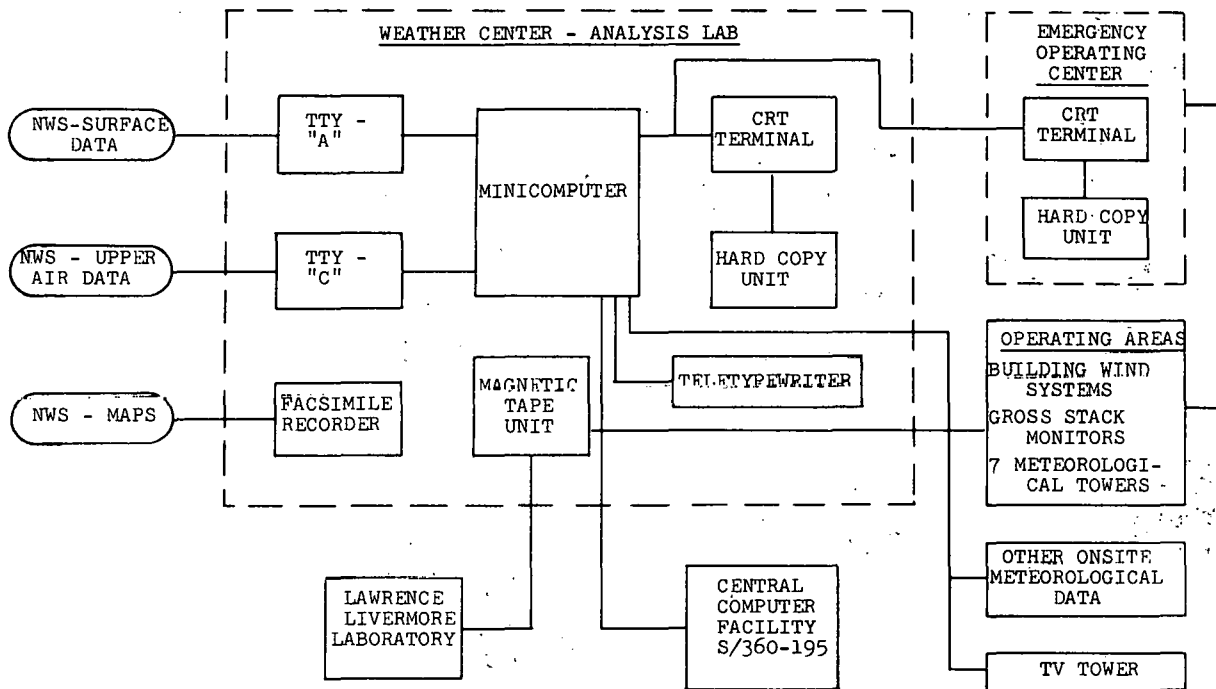 WEATHER CENTER - ANALYSIS LAB
NWS-SURFACE
DATA
TTY -
"A"
MINICOMPUTER
CRT
TERMINAL
HARD COPY
UNIT
NWS - UPPER
AIR DATA
TTY -
"C"
NWS - MAPS
FACSIMILE
RECORDER
MAGNETIC
TAPE
UNIT
TELETYPEWRITER
EMERGENCY
OPERATING
CENTER
CRT
TERMINAL
HARD COPY
UNIT
OPERATING AREAS
BUILDING WIND
SYSTEMS
GROSS STACK
MONITORS
7 METEOROLOGI-
CAL TOWERS
LAWRENCE
LIVERMORE
LABORATORY
CENTRAL
COMPUTER
FACILITY
S/360-195
OTHER ONSITE
METEOROLOGICAL
DATA
TV TOWER